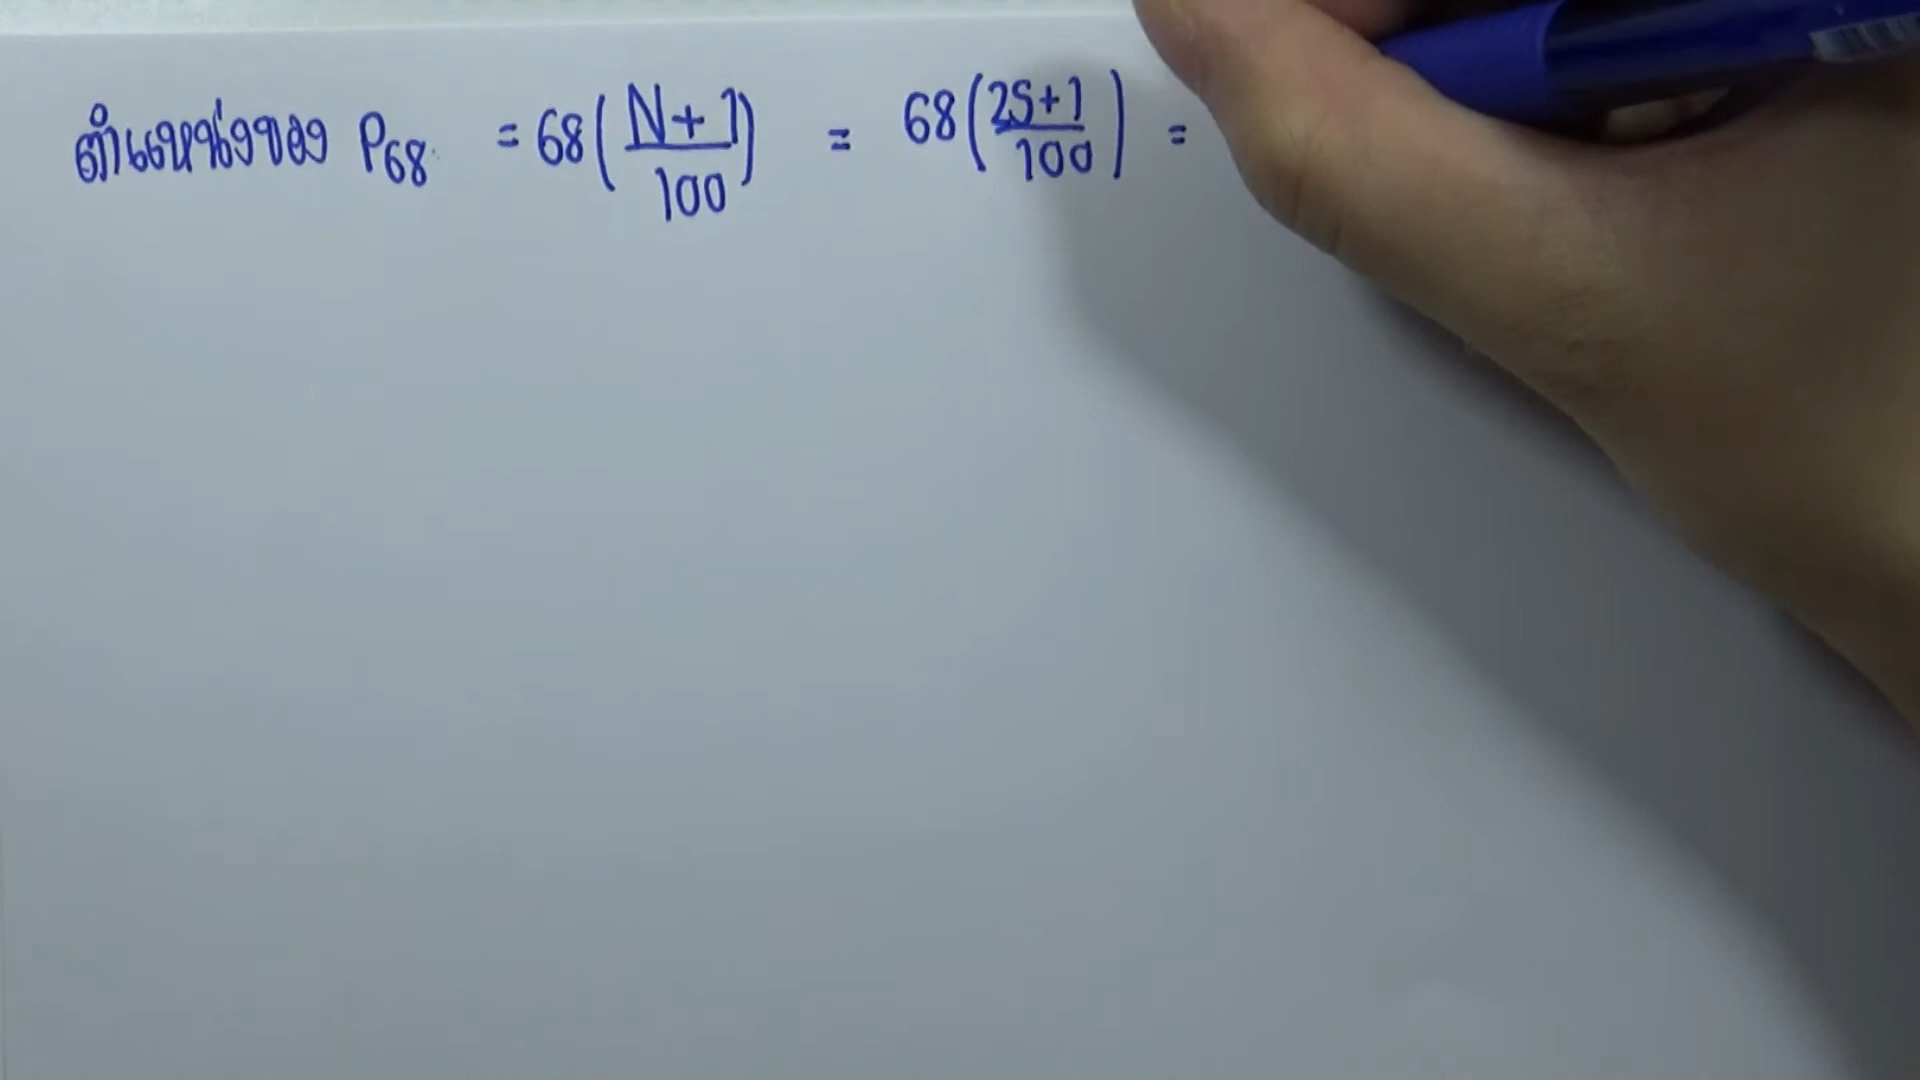 ตำแหน่งของ P₆₈ = 68(N+1/100) = 68(25+1/100) =